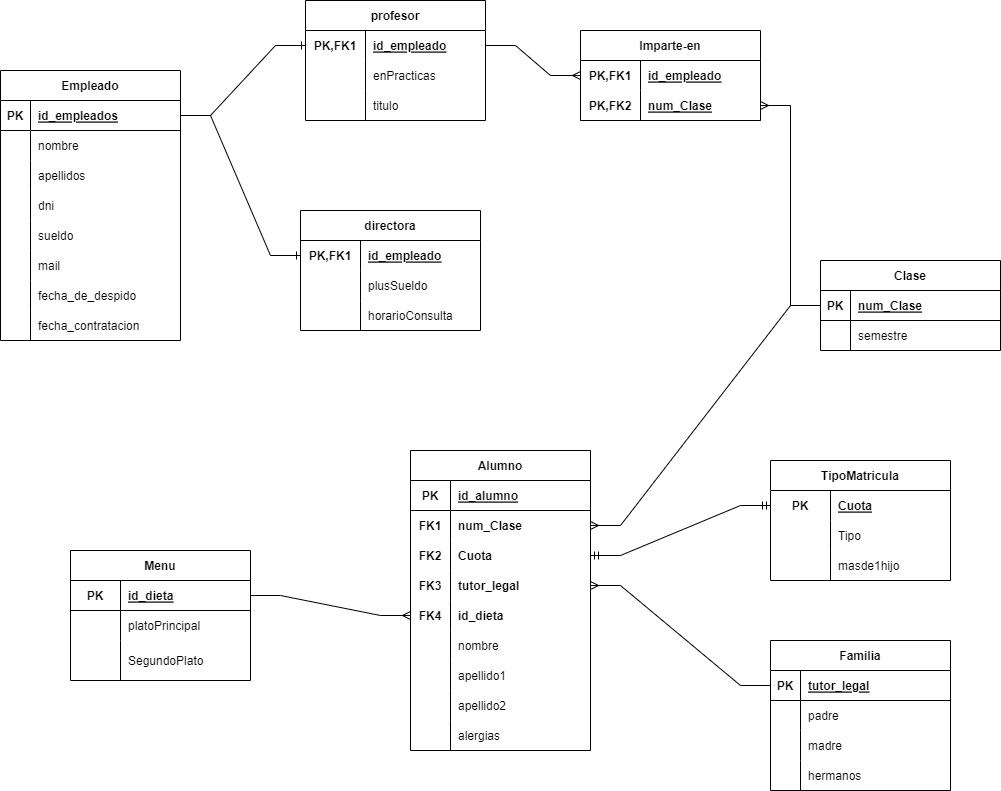 profesor
PK,FK1 id_empleado
enPracticas
titulo
Imparte-en
PK,FK1 id_empleado
PK,FK2 num_Clase
Empleado
PK id_empleados
nombre
apellidos
dni
sueldo
mail
fecha_de_despido
fecha_contratacion
directora
PK,FK1 id_empleado
plusSueldo
horarioConsulta
Clase
PK num_Clase
semestre
Alumno
PK id_alumno
FK1 num_Clase
FK2 Cuota
FK3 tutor_legal
FK4 id_dieta
nombre
apellido1
apellido2
alergias
TipoMatricula
PK Cuota
Tipo
masde1hijo
Menu
PK id_dieta
platoPrincipal
SegundoPlato
Familia
PK tutor_legal
padre
madre
hermanos